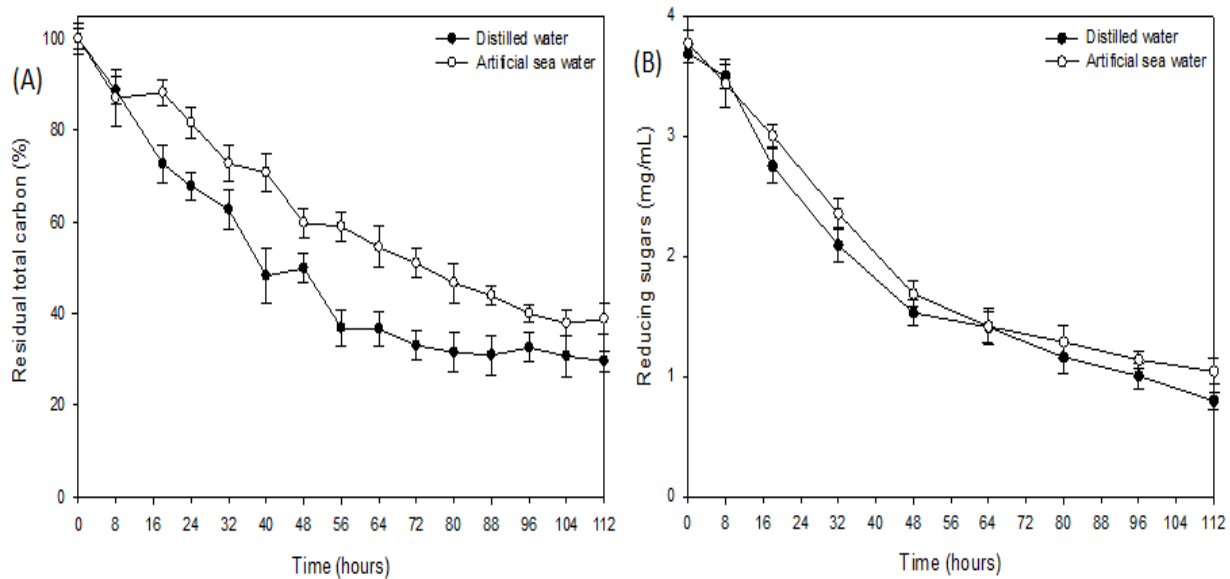 (A)
Residual total carbon (%)
100
80
60
40
20
0
Distilled water
Artificial sea water
0 8 16 24 32 40 48 56 64 72 80 88 96 104 112
Time (hours)
(B)
Reducing sugars (mg/mL)
4
3
2
1
0
Distilled water
Artificial sea water
0 8 16 24 32 40 48 56 64 72 80 88 96 104 112
Time (hours)